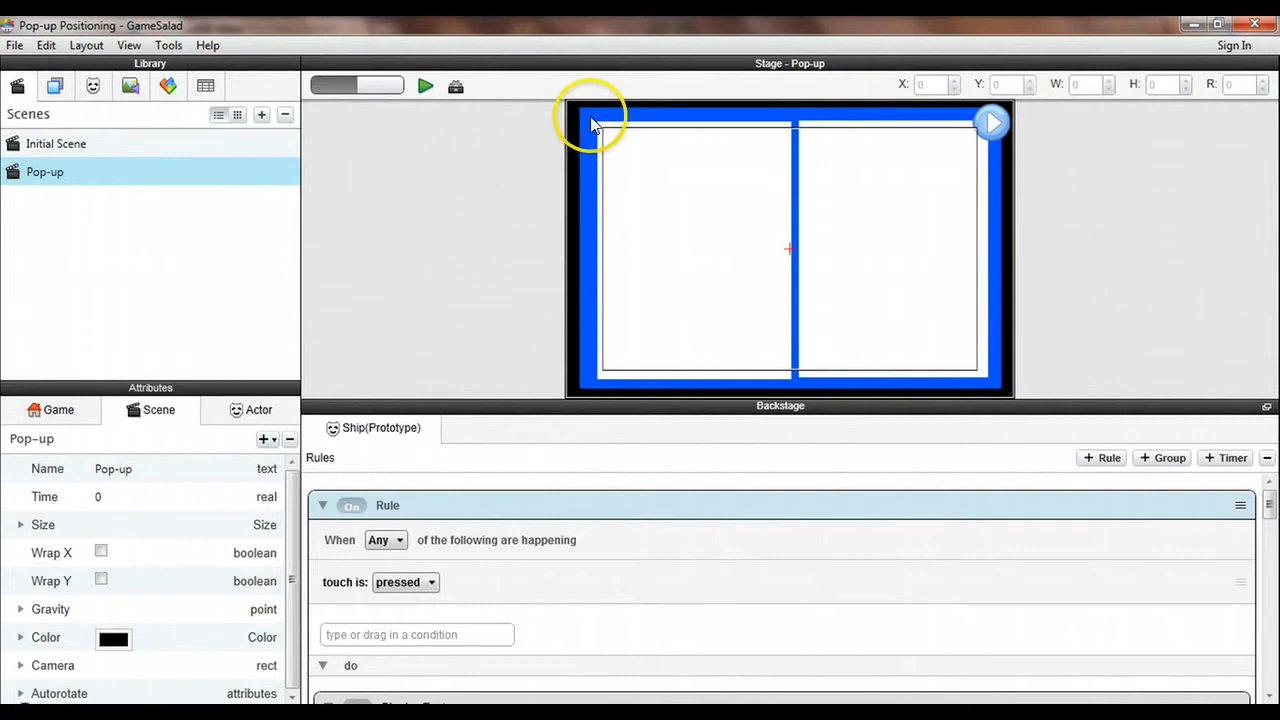 Pop-up Positioning - GameSalad
File Edit Layout View Tools Help Sign In
Library
Stage - Pop-up
X: 0 Y: 0 W: 0 H: 0 R: 0
Scenes
Initial Scene
Pop-up
Attributes
Game Scene Actor
Pop-up
Name Pop-up text
Time 0 real
Size Size
Wrap X boolean
Wrap Y boolean
Gravity point
Color Color
Camera rect
Autorotate attributes
Backstage
Ship(Prototype)
Rules + Rule + Group + Timer
On Rule
When Any of the following are happening
touch is: pressed
type or drag in a condition
do